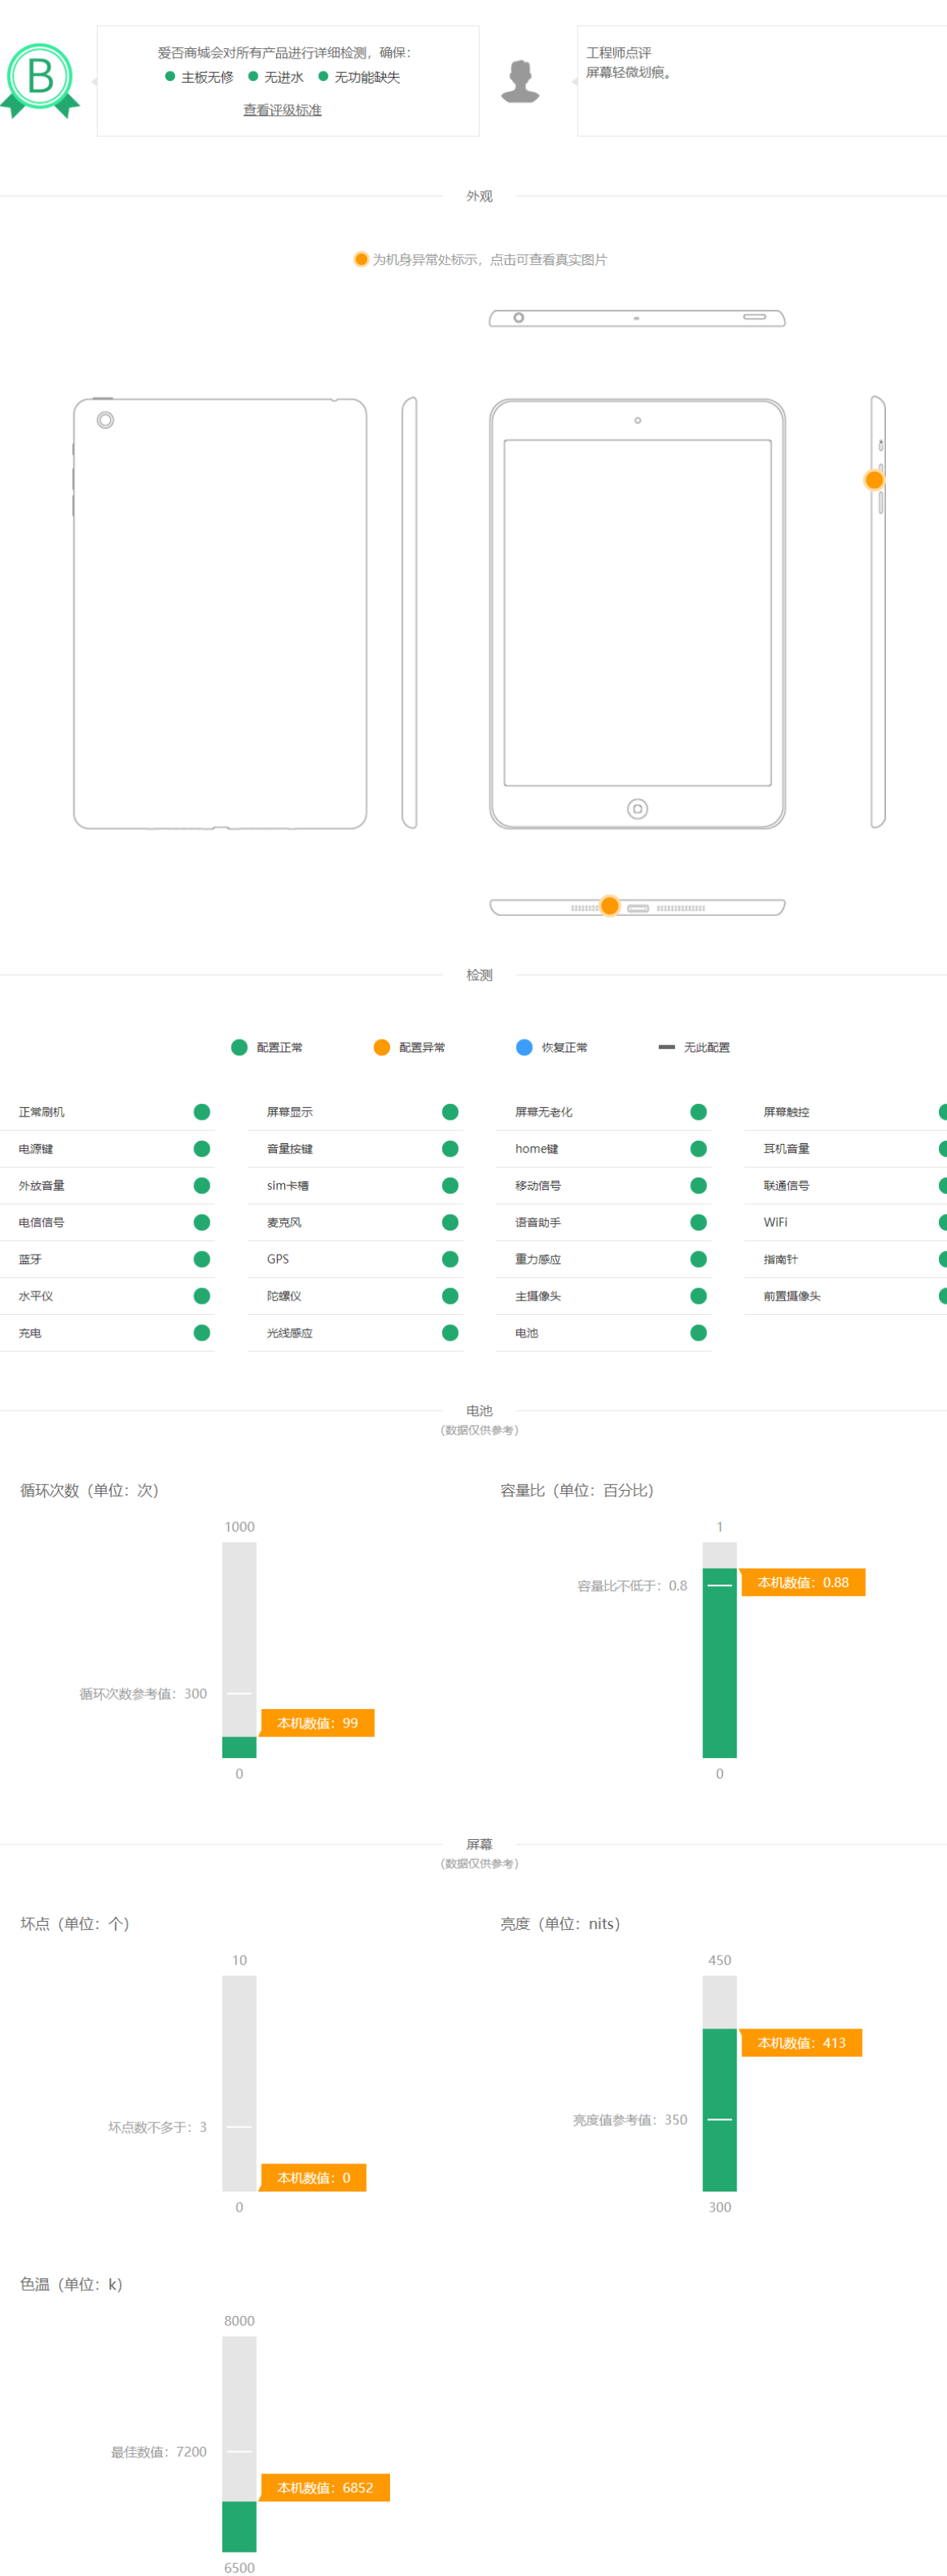 B
爱否商城会对所有产品进行详细检测，确保：
主板无修 无进水 无功能缺失
查看评级标准
工程师点评
屏幕轻微划痕。
外观
为机身异常处标示，点击可查看真实图片
检测
配置正常 配置异常 恢复正常 无此配置
正常刷机 屏幕显示 屏幕无老化 屏幕触控
电源键 音量按键 home键 耳机音量
外放音量 sim卡槽 移动信号 联通信号
电信信号 麦克风 语音助手 WiFi
蓝牙 GPS 重力感应 指南针
水平仪 陀螺仪 主摄像头 前置摄像头
充电 光线感应 电池
电池
（数据仅供参考）
循环次数（单位：次） 容量比（单位：百分比）
1000 1
容量比不低于：0.8 本机数值：0.88
循环次数参考值：300
本机数值：99
0 0
屏幕
（数据仅供参考）
坏点（单位：个） 亮度（单位：nits）
10 450
本机数值：413
坏点数不多于：3 亮度值参考值：350
本机数值：0
0 300
色温（单位：k）
8000
最佳数值：7200
本机数值：6852
6500